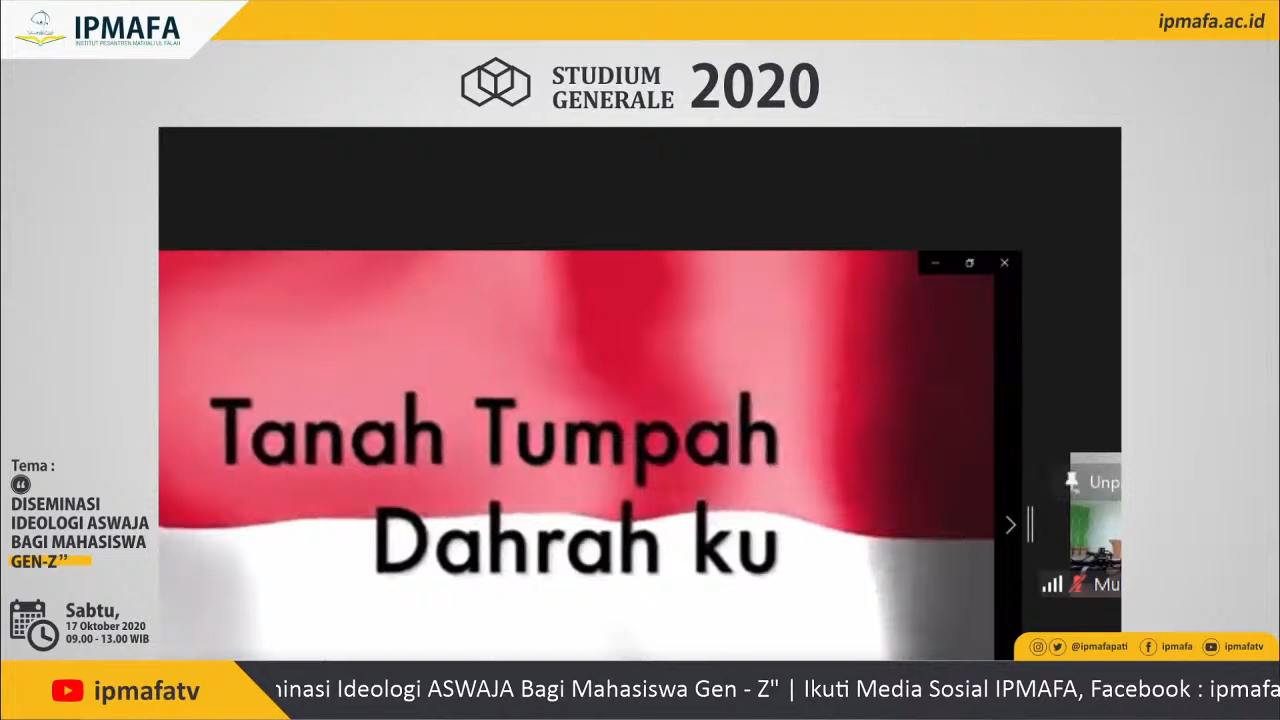 IPMAFA
INSTITUT PESANTREN MATHALI'UL FALAH
ipmafa.ac.id
STUDIUM
GENERALE 2020
Tanah Tumpah
Dahrah ku
Unp
Mu
Tema :
DISEMINASI
IDEOLOGI ASWAJA
BAGI MAHASISWA
GEN-Z”
Sabtu,
17 Oktober 2020
09.00 - 13.00 WIB
@ipmafapati ipmafa ipmafatv
ipmafatv
inasi Ideologi ASWAJA Bagi Mahasiswa Gen - Z" | Ikuti Media Sosial IPMAFA, Facebook : ipmafa